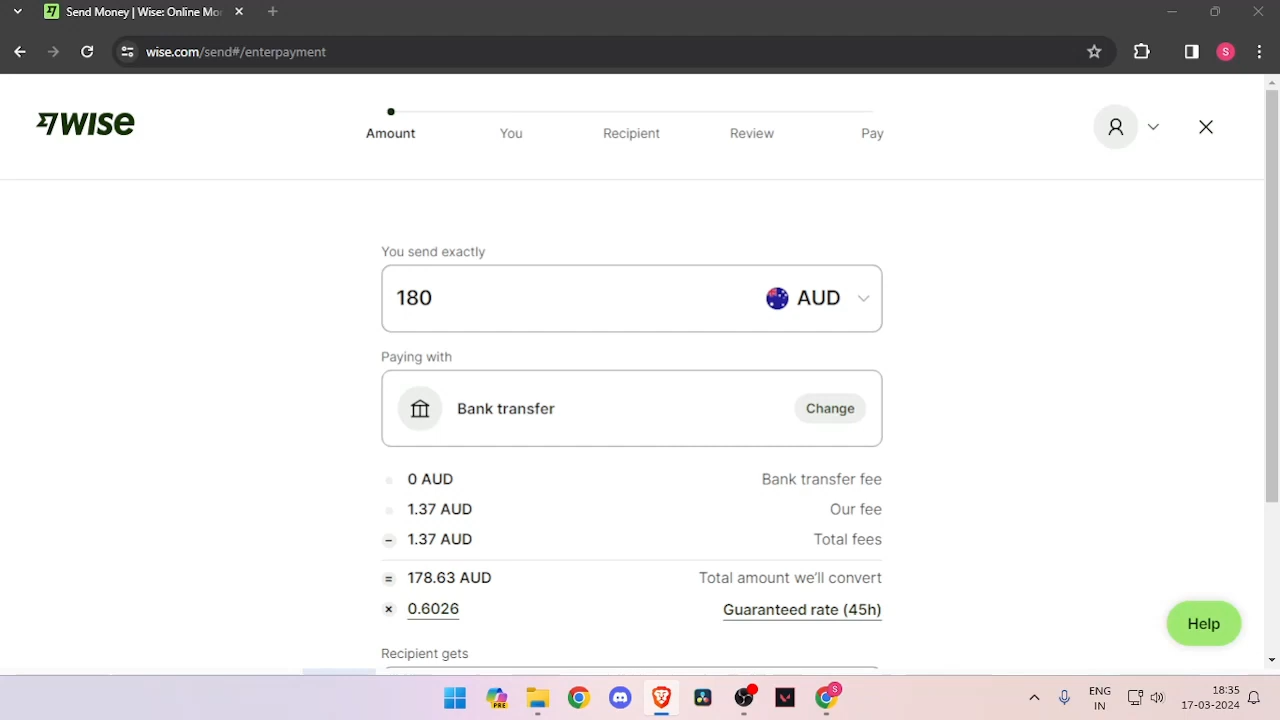 Send Money | Wise: Online Mor
wise.com/send#/enterpayment
S
7WISE
Amount
You
Recipient
Review
Pay
You send exactly
180
AUD
Paying with
Bank transfer
Change
0 AUD Bank transfer fee
1.37 AUD Our fee
− 1.37 AUD Total fees
= 178.63 AUD Total amount we'll convert
× 0.6026 Guaranteed rate (45h)
Help
Recipient gets
PRE
S
ENG
IN
18:35
17-03-2024